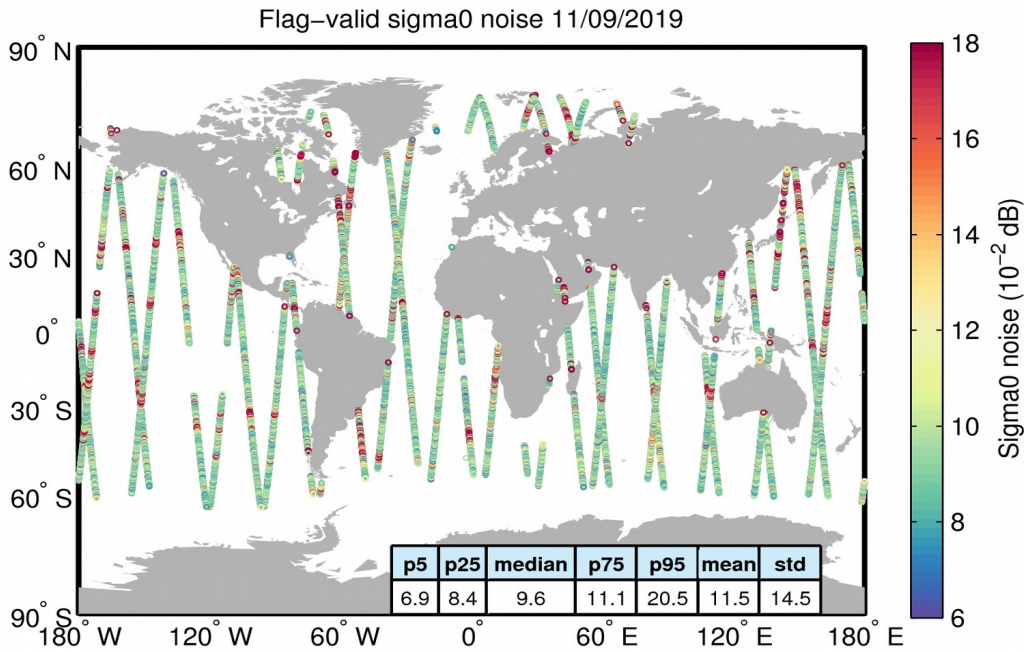 Flag−valid sigma0 noise 11/09/2019
90° N
60° N
30° N
0°
30° S
60° S
90° S
180° W 120° W 60° W 0° 60° E 120° E 180° E
p5 p25 median p75 p95 mean std
6.9 8.4 9.6 11.1 20.5 11.5 14.5
18
16
14
12
10
8
6
Sigma0 noise (10−2 dB)